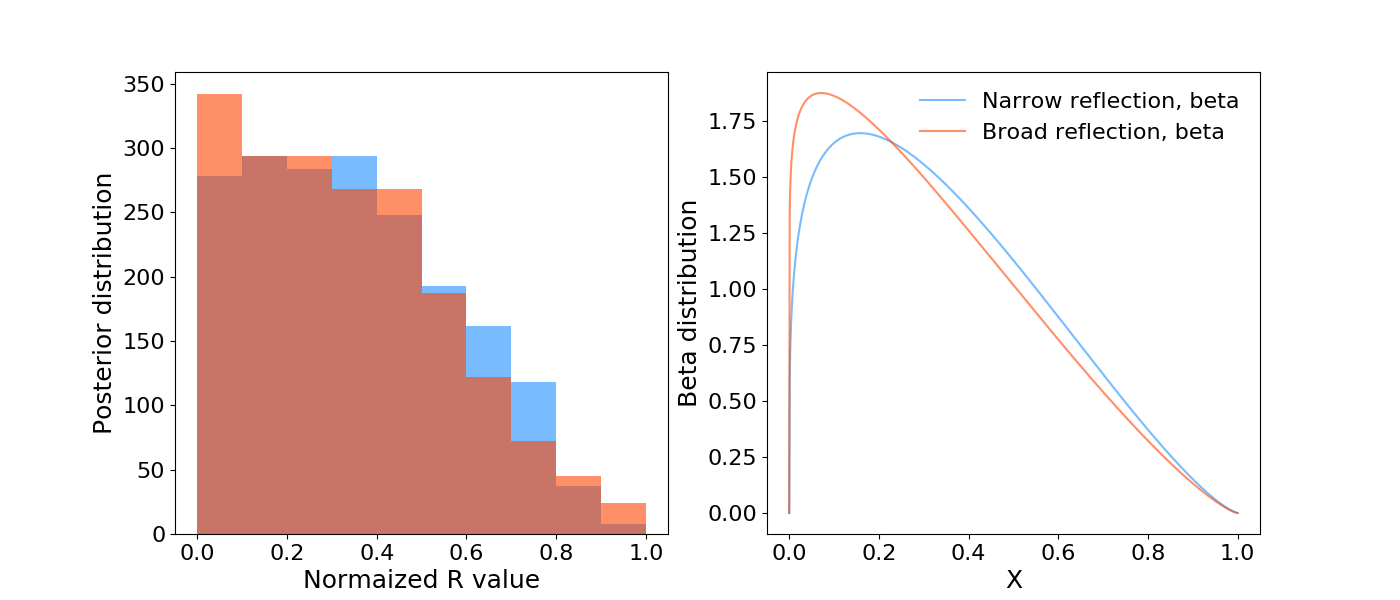 Posterior distribution
350
300
250
200
150
100
50
0
0.0 0.2 0.4 0.6 0.8 1.0
Normaized R value
Beta distribution
1.75
1.50
1.25
1.00
0.75
0.50
0.25
0.00
0.0 0.2 0.4 0.6 0.8 1.0
X
Narrow reflection, beta
Broad reflection, beta